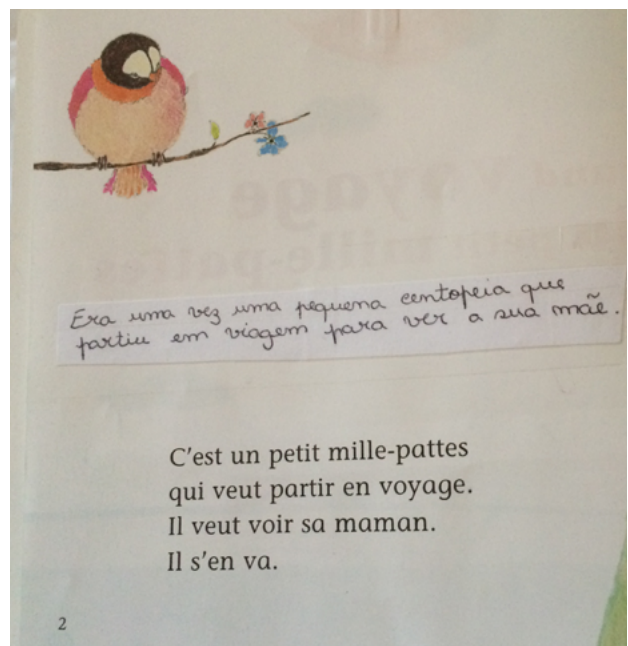 Era uma vez uma pequena centopeia que
partiu em viagem para ver a sua mãe.
C'est un petit mille-pattes
qui veut partir en voyage.
Il veut voir sa maman.
Il s'en va.
2